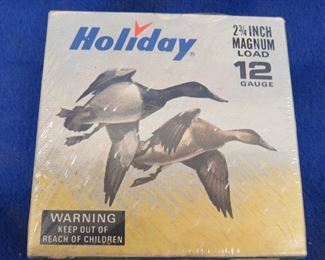 Holiday®
2¾ INCH
MAGNUM
LOAD
12
GAUGE
WARNING
KEEP OUT OF
REACH OF CHILDREN